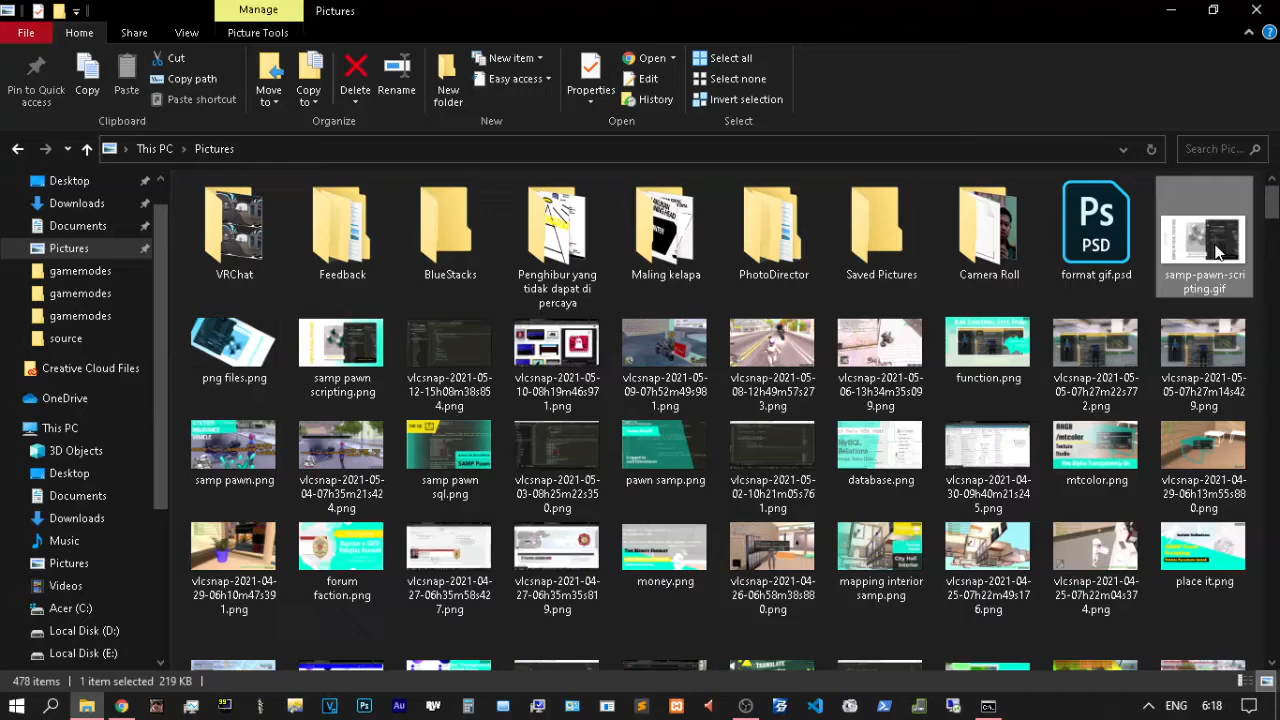 Manage
Pictures
File
Home
Share
View
Picture Tools
Pin to Quick
access
Copy
Paste
Cut
Copy path
Paste shortcut
Clipboard
Move
to
Copy
to
Delete
Rename
Organize
New
folder
New item
Easy access
New
Properties
Open
Edit
History
Open
Select all
Select none
Invert selection
Select
This PC
Pictures
Search Pic...
Desktop
Downloads
Documents
Pictures
gamemodes
gamemodes
gamemodes
source
Creative Cloud Files
OneDrive
This PC
3D Objects
Desktop
Documents
Downloads
Music
Pictures
Videos
Acer (C:)
Local Disk (D:)
Local Disk (E:)
VRChat
Feedback
BlueStacks
Penghibur yang
tidak dapat di
percaya
Maling kelapa
PhotoDirector
Saved Pictures
Camera Roll
Ps
PSD
format gif.psd
samp-pawn-scri
pting.gif
png files.png
samp pawn
scripting.png
vlcsnap-2021-05-
12-15h08m38s85
4.png
vlcsnap-2021-05-
10-08h19m46s97
1.png
vlcsnap-2021-05-
09-07h52m49s98
1.png
vlcsnap-2021-05-
08-12h49m57s27
3.png
vlcsnap-2021-05-
06-13h34m35s09
9.png
function.png
vlcsnap-2021-05-
05-07h27m22s77
2.png
vlcsnap-2021-05-
05-07h27m14s42
9.png
samp pawn.png
vlcsnap-2021-05-
04-07h35m21s42
4.png
SAMP Pawn
samp pawn
sql.png
vlcsnap-2021-05-
03-08h25m22s35
0.png
pawn samp.png
vlcsnap-2021-05-
02-10h21m05s76
1.png
MySQL
Relations
database.png
vlcsnap-2021-04-
30-09h40m21s24
5.png
/mtcolor
mtcolor.png
vlcsnap-2021-04-
29-06h13m55s88
0.png
vlcsnap-2021-04-
29-06h10m47s39
1.png
forum
faction.png
vlcsnap-2021-04-
27-06h35m58s42
7.png
vlcsnap-2021-04-
27-06h35m35s81
9.png
money.png
vlcsnap-2021-04-
26-06h58m38s88
0.png
City Hall
Interior
mapping interior
samp.png
vlcsnap-2021-04-
25-07h22m49s17
6.png
vlcsnap-2021-04-
25-07h22m04s37
4.png
place it.png
TRANSLATE
478 items
1 item selected 219 KB
Ps
Au
ENG
6:18